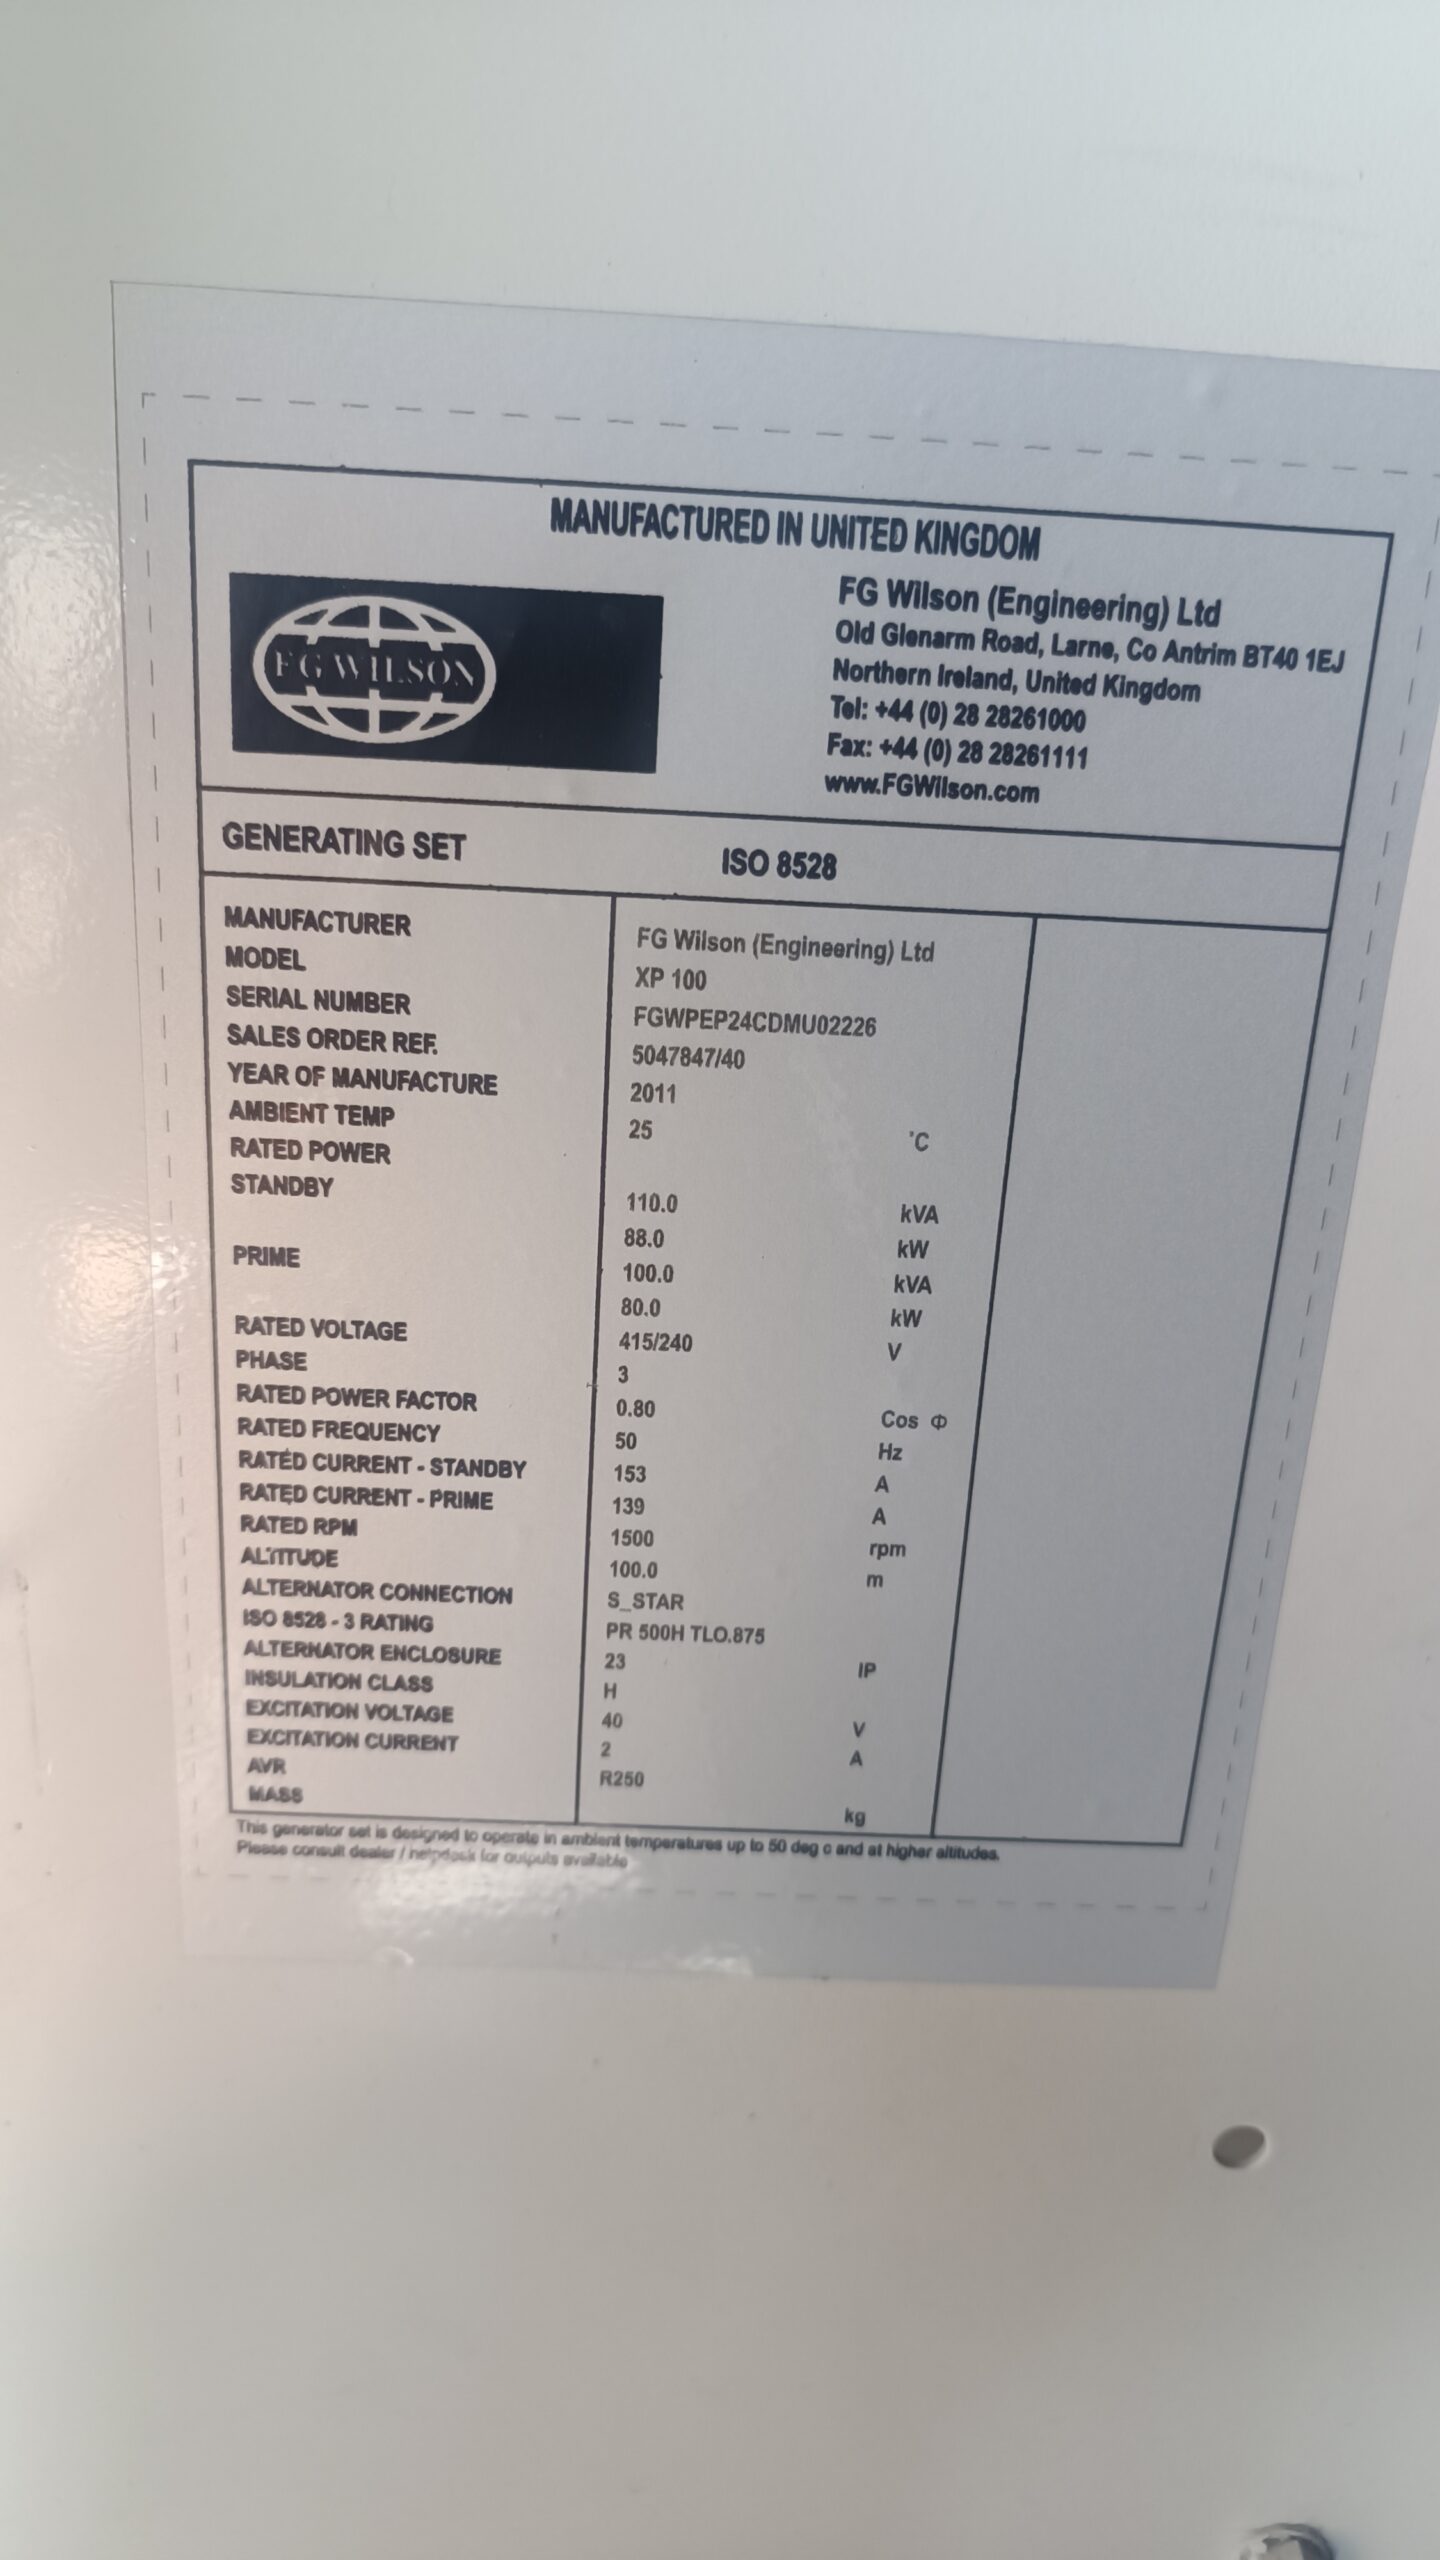 MANUFACTURED IN UNITED KINGDOM
FG WILSON
FG Wilson (Engineering) Ltd
Old Glenarm Road, Larne, Co Antrim BT40 1EJ
Northern Ireland, United Kingdom
Tel: +44 (0) 28 28261000
Fax: +44 (0) 28 28261111
www.FGWilson.com
GENERATING SET ISO 8528
MANUFACTURER FG Wilson (Engineering) Ltd
MODEL XP 100
SERIAL NUMBER FGWPEP24CDMU02226
SALES ORDER REF. 5047847/40
YEAR OF MANUFACTURE 2011
AMBIENT TEMP 25 °C
RATED POWER
STANDBY 110.0 kVA
88.0 kW
PRIME 100.0 kVA
80.0 kW
RATED VOLTAGE 415/240 V
PHASE 3
RATED POWER FACTOR 0.80 Cos Φ
RATED FREQUENCY 50 Hz
RATED CURRENT - STANDBY 153 A
RATED CURRENT - PRIME 139 A
RATED RPM 1500 rpm
ALTITUDE 100.0 m
ALTERNATOR CONNECTION S_STAR
ISO 8528 - 3 RATING PR 500H TLO.875
ALTERNATOR ENCLOSURE 23 IP
INSULATION CLASS H
EXCITATION VOLTAGE 40 V
EXCITATION CURRENT 2 A
AVR R250
MASS kg
This generator set is designed to operate in ambient temperatures up to 50 deg c and at higher altitudes.
Please consult dealer / helpdesk for outputs available